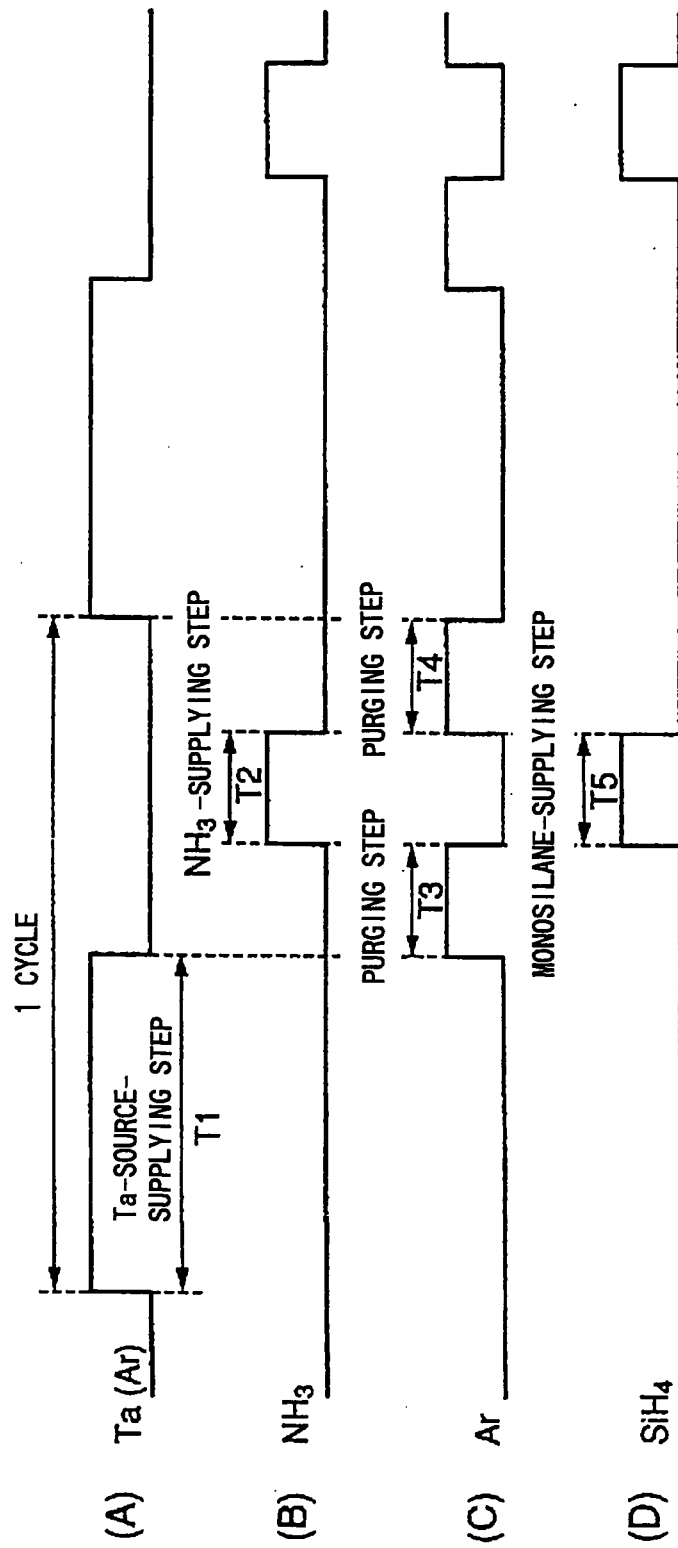 1 CYCLE
Ta-SOURCE-
SUPPLYING STEP
T1
(A) Ta (Ar)
NH₃-SUPPLYING STEP
T2
(B) NH₃
PURGING STEP
T3
PURGING STEP
T4
(C) Ar
MONOSILANE-SUPPLYING STEP
T5
(D) SiH₄